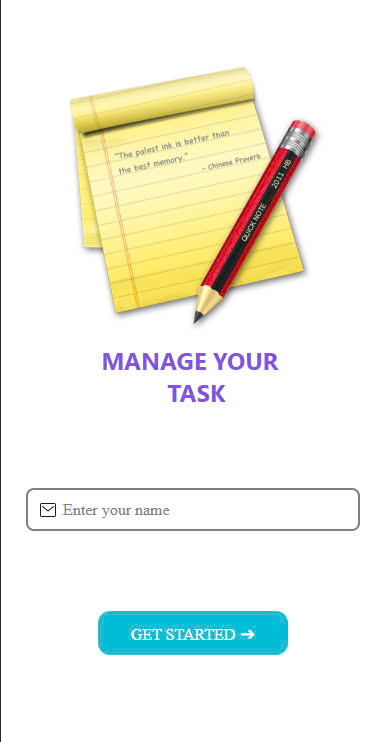 "The palest ink is better than
the best memory."
- Chinese Proverb
QUICK NOTE 2011 HB
MANAGE YOUR
TASK
Enter your name
GET STARTED ➔